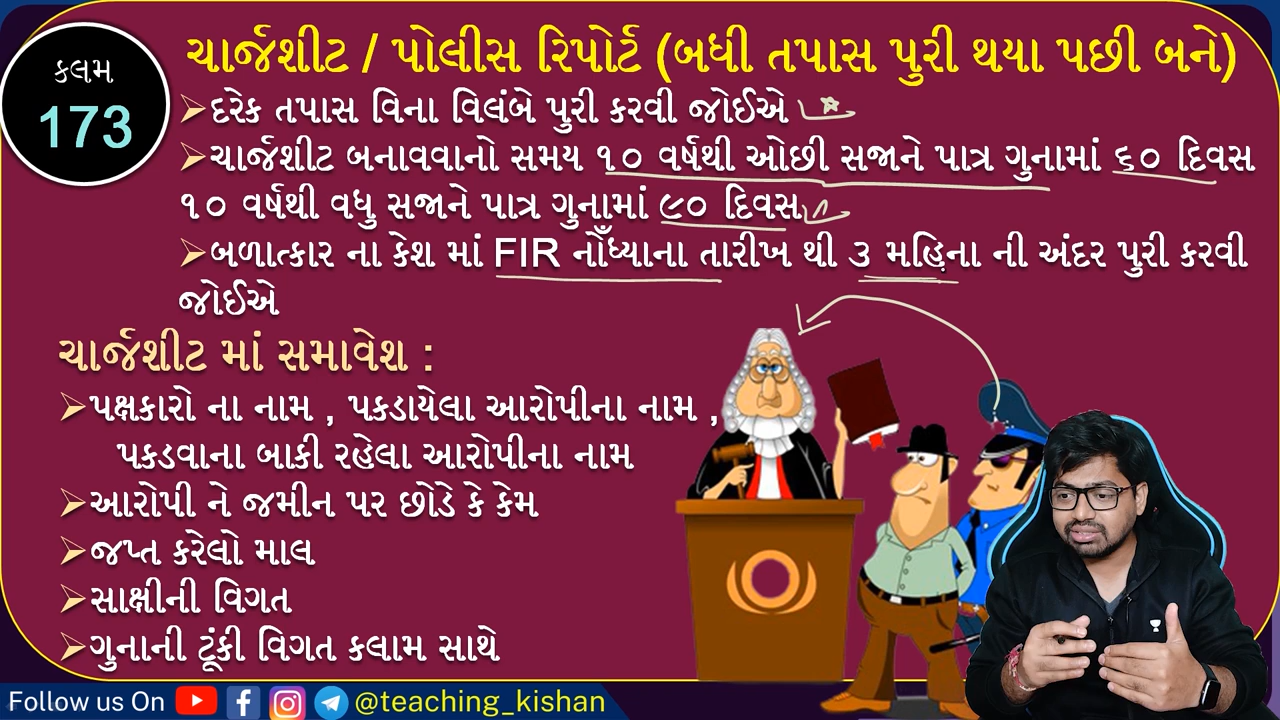 કલમ
173
ચાર્જશીટ / પોલીસ રિપોર્ટ (બધી તપાસ પુરી થયા પછી બને)
➢દરેક તપાસ વિના વિલંબે પુરી કરવી જોઈએ
➢ચાર્જશીટ બનાવવાનો સમય ૧૦ વર્ષથી ઓછી સજાને પાત્ર ગુનામાં ૬૦ દિવસ
૧૦ વર્ષથી વધુ સજાને પાત્ર ગુનામાં ૯૦ દિવસ
➢બળાત્કાર ના કેશ માં FIR નોઁધ્યાના તારીખ થી ૩ મહિના ની અંદર પુરી કરવી
જોઈએ
ચાર્જશીટ માં સમાવેશ :
➢પક્ષકારો ના નામ , પકડાયેલા આરોપીના નામ ,
પકડવાના બાકી રહેલા આરોપીના નામ
➢આરોપી ને જમીન પર છોડે કે કેમ
➢જપ્ત કરેલો માલ
➢સાક્ષીની વિગત
➢ગુનાની ટૂંકી વિગત કલામ સાથે
Follow us On @teaching_kishan